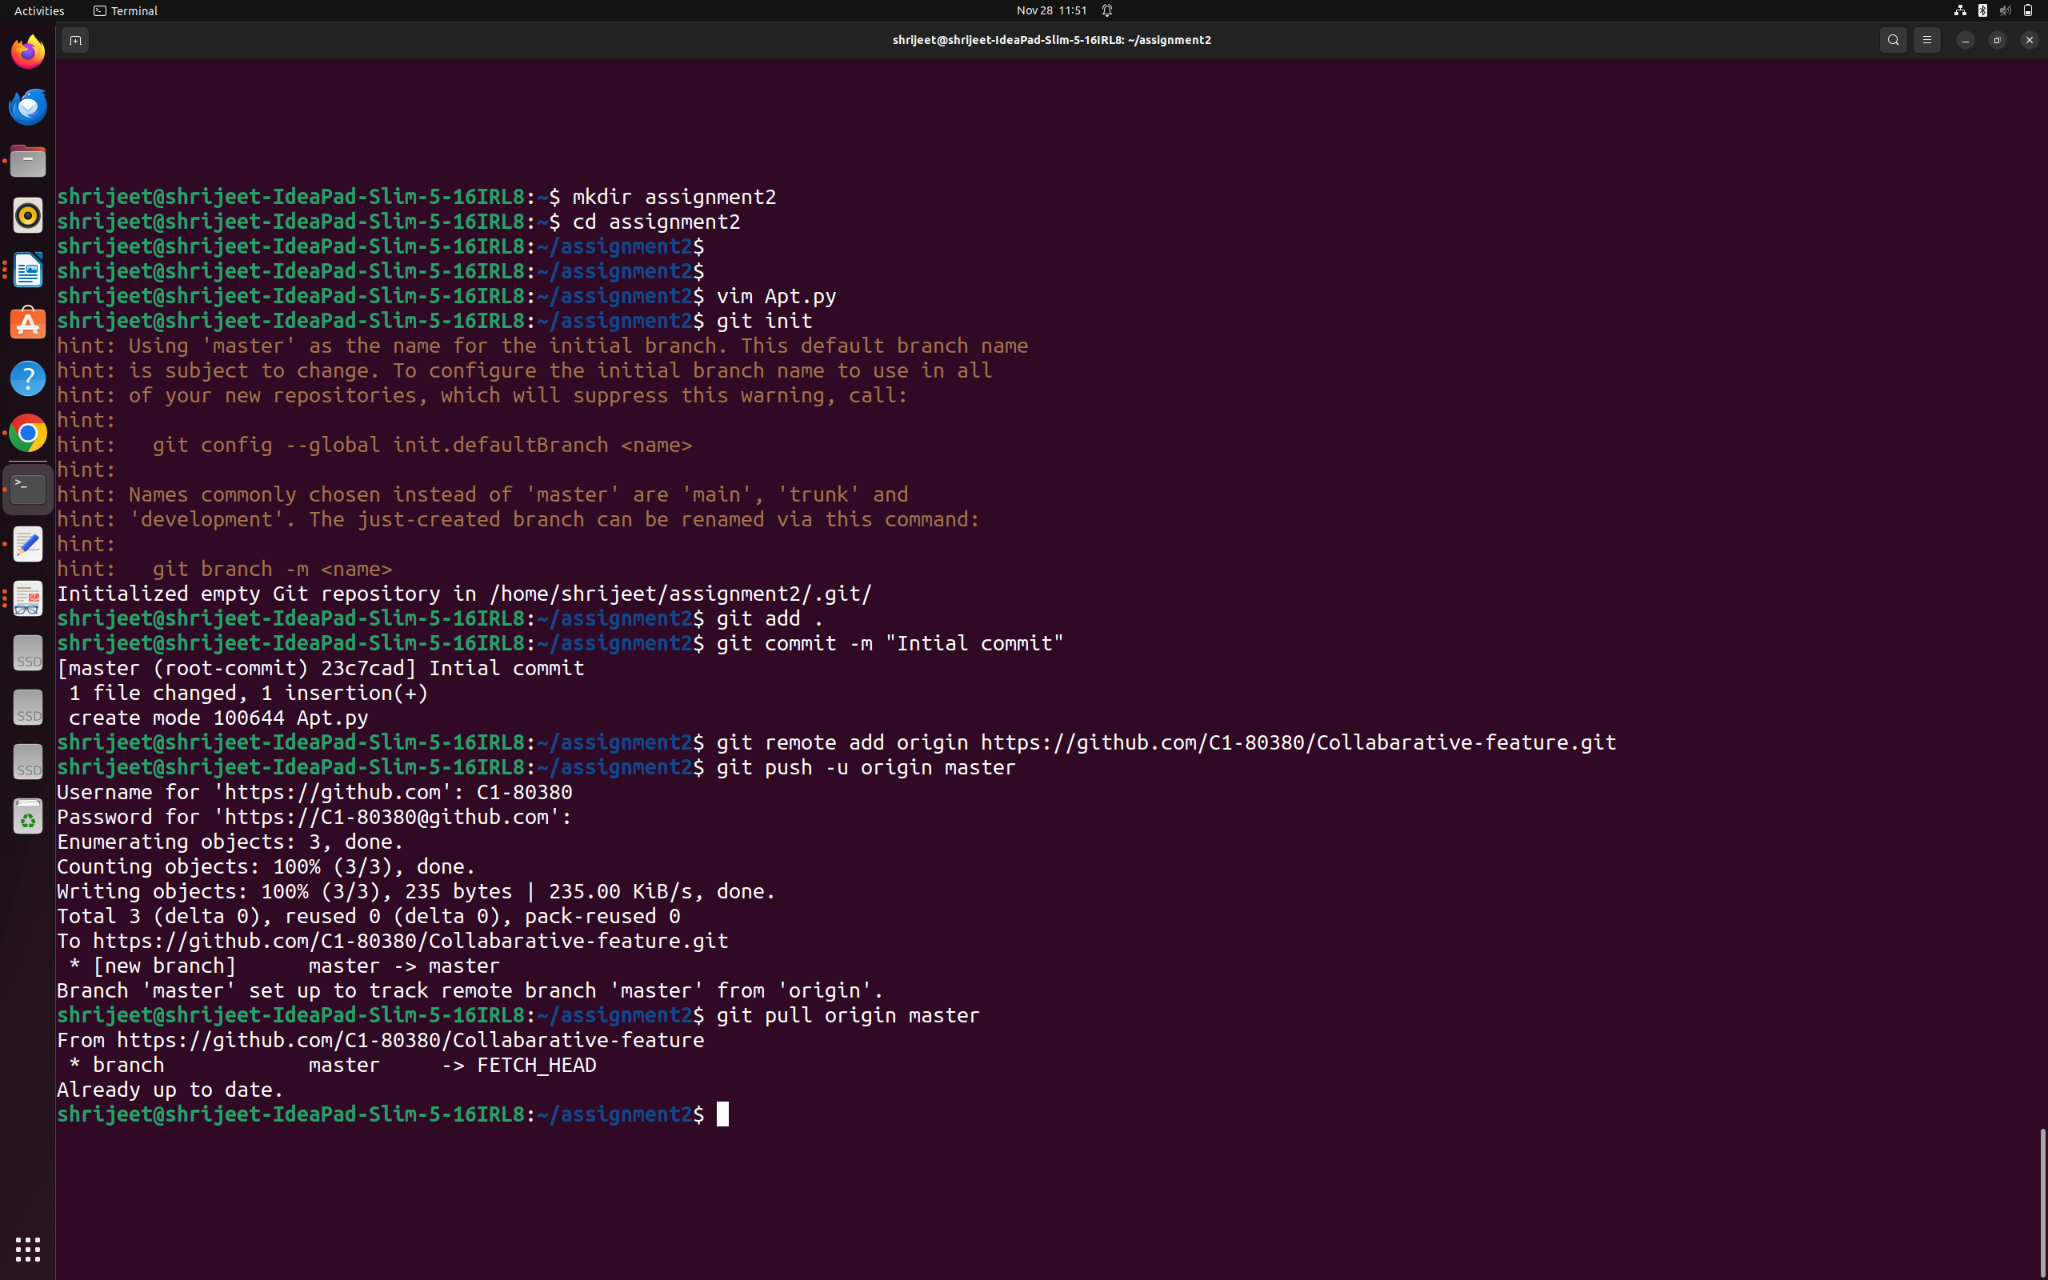 Activities
Terminal
Nov 28 11:51
shrijeet@shrijeet-IdeaPad-Slim-5-16IRL8: ~/assignment2
shrijeet@shrijeet-IdeaPad-Slim-5-16IRL8:~$ mkdir assignment2
shrijeet@shrijeet-IdeaPad-Slim-5-16IRL8:~$ cd assignment2
shrijeet@shrijeet-IdeaPad-Slim-5-16IRL8:~/assignment2$
shrijeet@shrijeet-IdeaPad-Slim-5-16IRL8:~/assignment2$
shrijeet@shrijeet-IdeaPad-Slim-5-16IRL8:~/assignment2$ vim Apt.py
shrijeet@shrijeet-IdeaPad-Slim-5-16IRL8:~/assignment2$ git init
hint: Using 'master' as the name for the initial branch. This default branch name
hint: is subject to change. To configure the initial branch name to use in all
hint: of your new repositories, which will suppress this warning, call:
hint:
hint:   git config --global init.defaultBranch <name>
hint:
hint: Names commonly chosen instead of 'master' are 'main', 'trunk' and
hint: 'development'. The just-created branch can be renamed via this command:
hint:
hint:   git branch -m <name>
Initialized empty Git repository in /home/shrijeet/assignment2/.git/
shrijeet@shrijeet-IdeaPad-Slim-5-16IRL8:~/assignment2$ git add .
shrijeet@shrijeet-IdeaPad-Slim-5-16IRL8:~/assignment2$ git commit -m "Intial commit"
[master (root-commit) 23c7cad] Intial commit
 1 file changed, 1 insertion(+)
 create mode 100644 Apt.py
shrijeet@shrijeet-IdeaPad-Slim-5-16IRL8:~/assignment2$ git remote add origin https://github.com/C1-80380/Collabarative-feature.git
shrijeet@shrijeet-IdeaPad-Slim-5-16IRL8:~/assignment2$ git push -u origin master
Username for 'https://github.com': C1-80380
Password for 'https://C1-80380@github.com':
Enumerating objects: 3, done.
Counting objects: 100% (3/3), done.
Writing objects: 100% (3/3), 235 bytes | 235.00 KiB/s, done.
Total 3 (delta 0), reused 0 (delta 0), pack-reused 0
To https://github.com/C1-80380/Collabarative-feature.git
 * [new branch]      master -> master
Branch 'master' set up to track remote branch 'master' from 'origin'.
shrijeet@shrijeet-IdeaPad-Slim-5-16IRL8:~/assignment2$ git pull origin master
From https://github.com/C1-80380/Collabarative-feature
 * branch            master     -> FETCH_HEAD
Already up to date.
shrijeet@shrijeet-IdeaPad-Slim-5-16IRL8:~/assignment2$
SSD
SSD
SSD